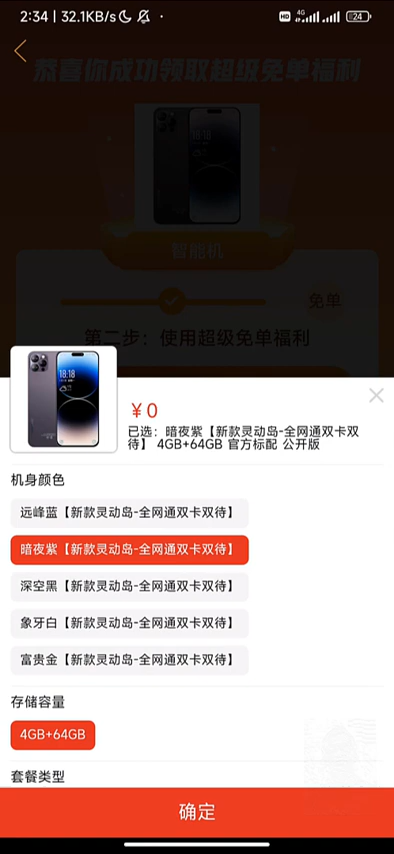 2:34 | 32.1KB/s
HD 4G 24
恭喜你成功领取超级免单福利
智能机
免单
第二步：使用超级免单福利
18:18
￥0
已选：暗夜紫【新款灵动岛-全网通双卡双
待】 4GB+64GB 官方标配 公开版
机身颜色
远峰蓝【新款灵动岛-全网通双卡双待】
暗夜紫【新款灵动岛-全网通双卡双待】
深空黑【新款灵动岛-全网通双卡双待】
象牙白【新款灵动岛-全网通双卡双待】
富贵金【新款灵动岛-全网通双卡双待】
存储容量
4GB+64GB
套餐类型
确定